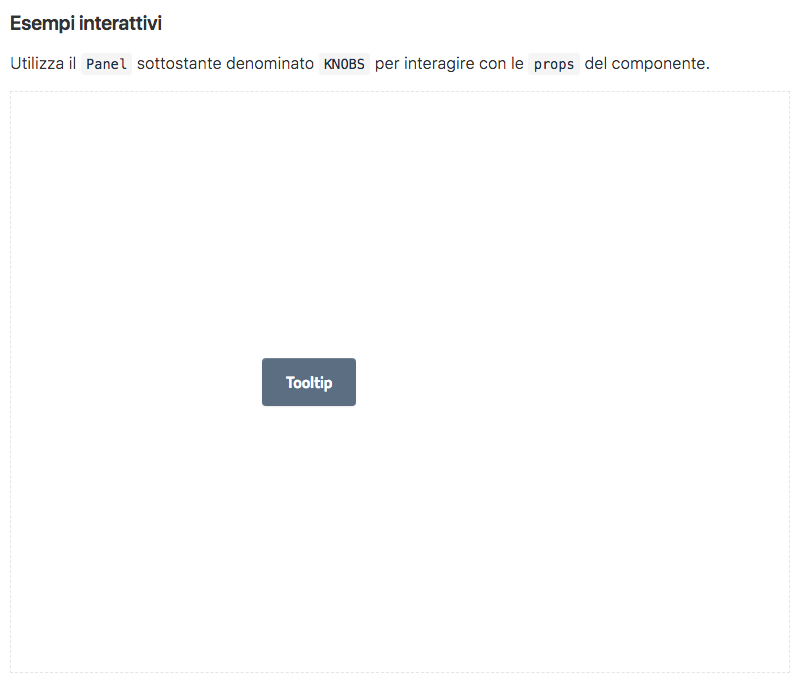 Esempi interattivi
Utilizza il Panel sottostante denominato KNOBS per interagire con le props del componente.
Tooltip